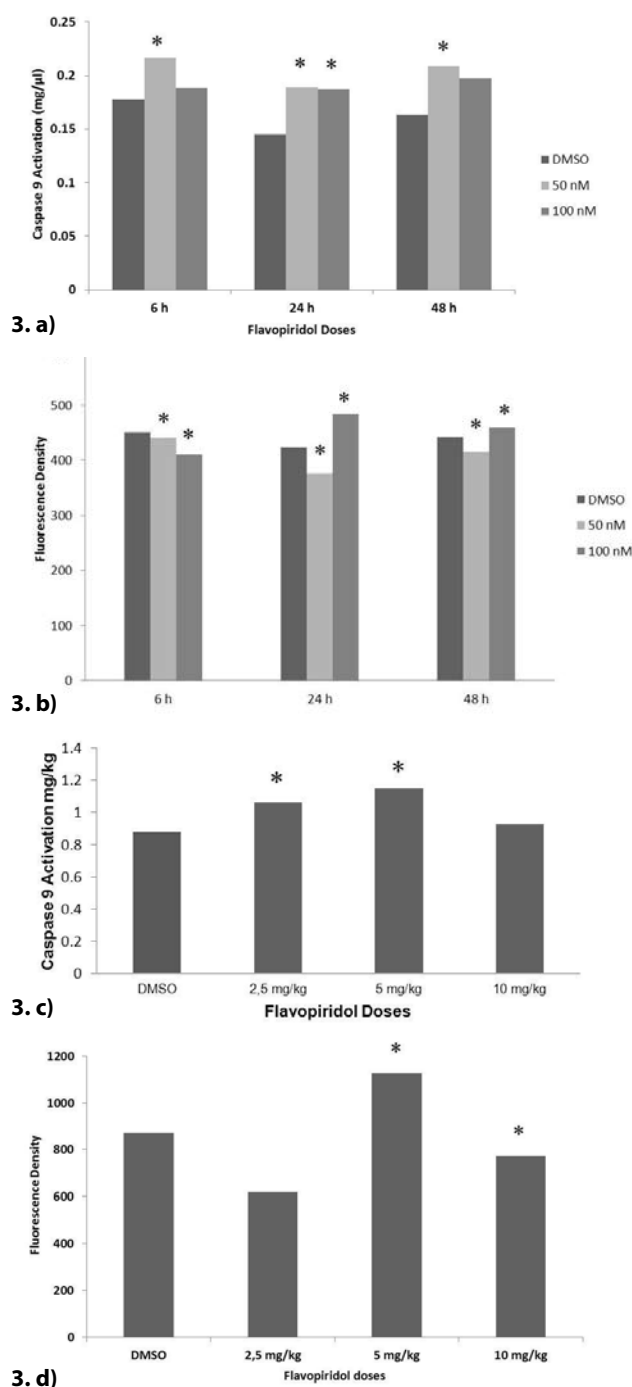 0.25
0.2
0.15
0.1
0.05
0
Caspase 9 Activation (mg/µl)
* * * *
DMSO
50 nM
100 nM
6 h 24 h 48 h
Flavopiridol Doses
3. a)
500
400
300
200
100
0
Fluorescence Density
* * * * * *
DMSO
50 nM
100 nM
6 h 24 h 48 h
3. b)
1.4
1.2
1
0.8
0.6
0.4
0.2
0
Caspase 9 Activation mg/kg
* *
DMSO 2,5 mg/kg 5 mg/kg 10 mg/kg
Flavopiridol Doses
3. c)
1200
1000
800
600
400
200
0
Fluorescence Density
* *
DMSO 2,5 mg/kg 5 mg/kg 10 mg/kg
Flavopiridol doses
3. d)